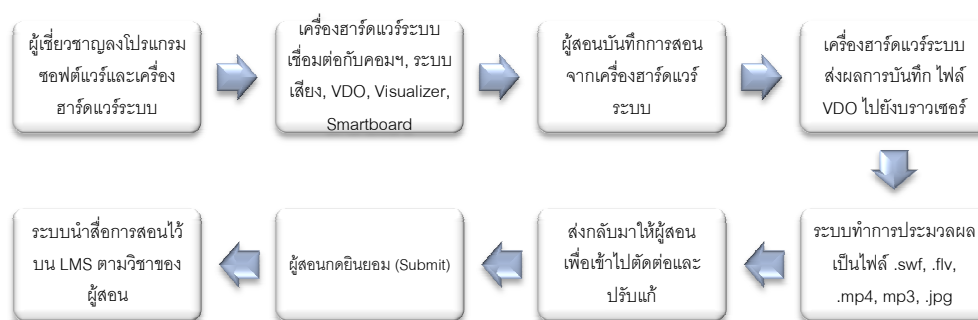 ผู้เชี่ยวชาญลงโปรแกรม
ซอฟต์แวร์และเครื่อง
ฮาร์ดแวร์ระบบ
เครื่องฮาร์ดแวร์ระบบ
เชื่อมต่อกับคอมฯ, ระบบ
เสียง, VDO, Visualizer,
Smartboard
ผู้สอนบันทึกการสอน
จากเครื่องฮาร์ดแวร์
ระบบ
เครื่องฮาร์ดแวร์ระบบ
ส่งผลการบันทึก ไฟล์
VDO ไปยังบราวเซอร์
ระบบทำการประมวลผล
เป็นไฟล์ .swf, .flv,
.mp4, mp3, .jpg
ส่งกลับมาให้ผู้สอน
เพื่อเข้าไปตัดต่อและ
ปรับแก้
ผู้สอนกดยินยอม (Submit)
ระบบนำสื่อการสอนไว้
บน LMS ตามวิชาของ
ผู้สอน